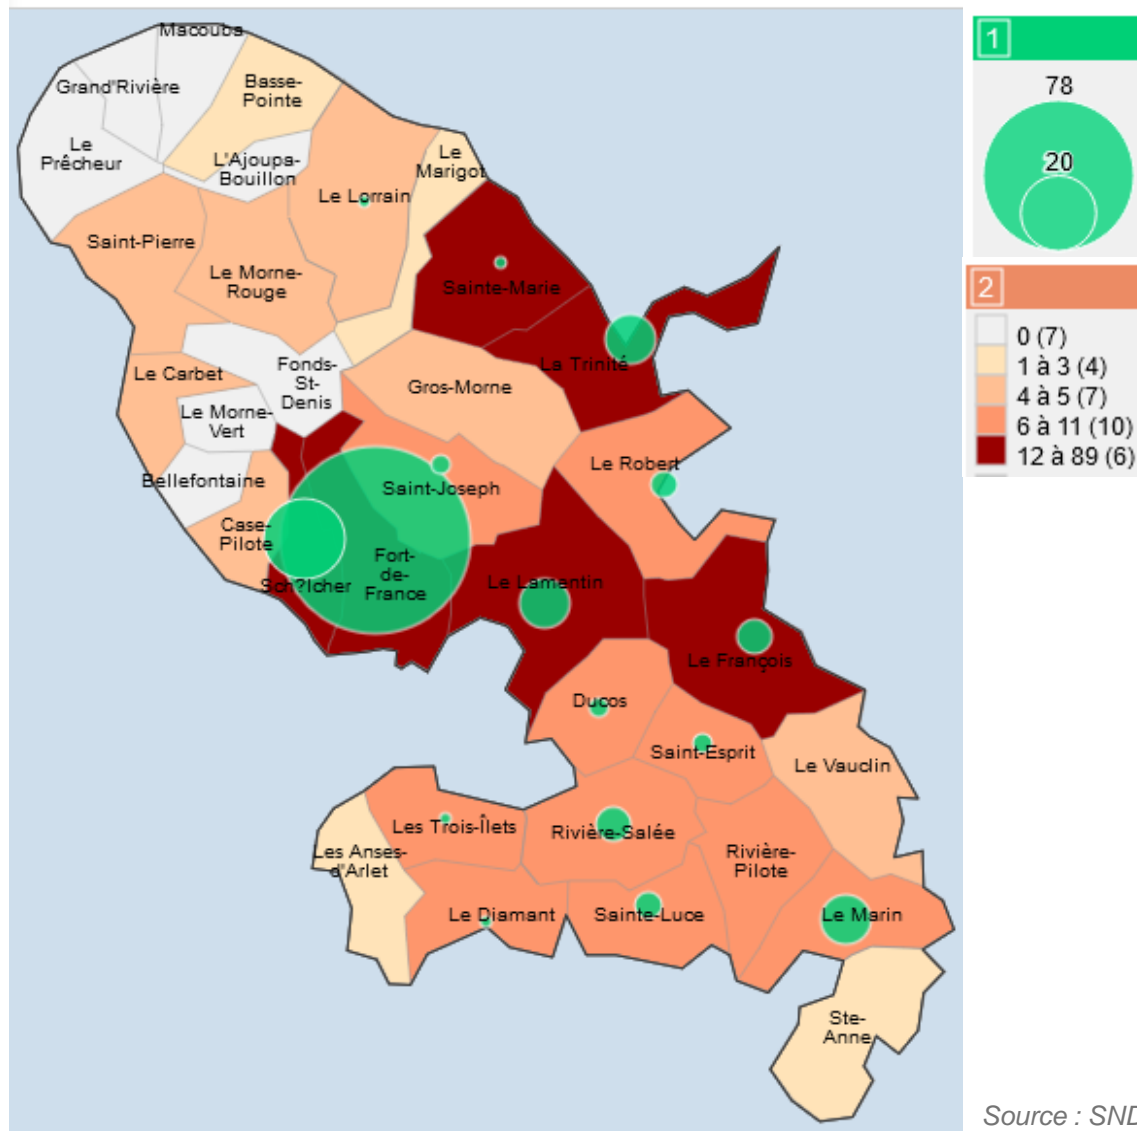 Macouba
Grand'Rivière
Basse-
Pointe
Le
Prêcheur
L'Ajoupa-
Bouillon
Le
Marigot
Le Lorrain
Saint-Pierre
Le Morne-
Rouge
Sainte-Marie
La Trinité
Le Carbet
Fonds-
St-
Denis
Gros-Morne
Le Morne-
Vert
Bellefontaine
Saint-Joseph
Le Robert
Case-
Pilote
Sch?lcher
Fort-
de-
France
Le Lamentin
Le François
Ducos
Saint-Esprit
Le Vauclin
Les Trois-Îlets
Rivière-Salée
Rivière-
Pilote
Les Anses-
d'Arlet
Le Diamant
Sainte-Luce
Le Marin
Ste-
Anne
1
78
20
2
0 (7)
1 à 3 (4)
4 à 5 (7)
6 à 11 (10)
12 à 89 (6)
Source : SND